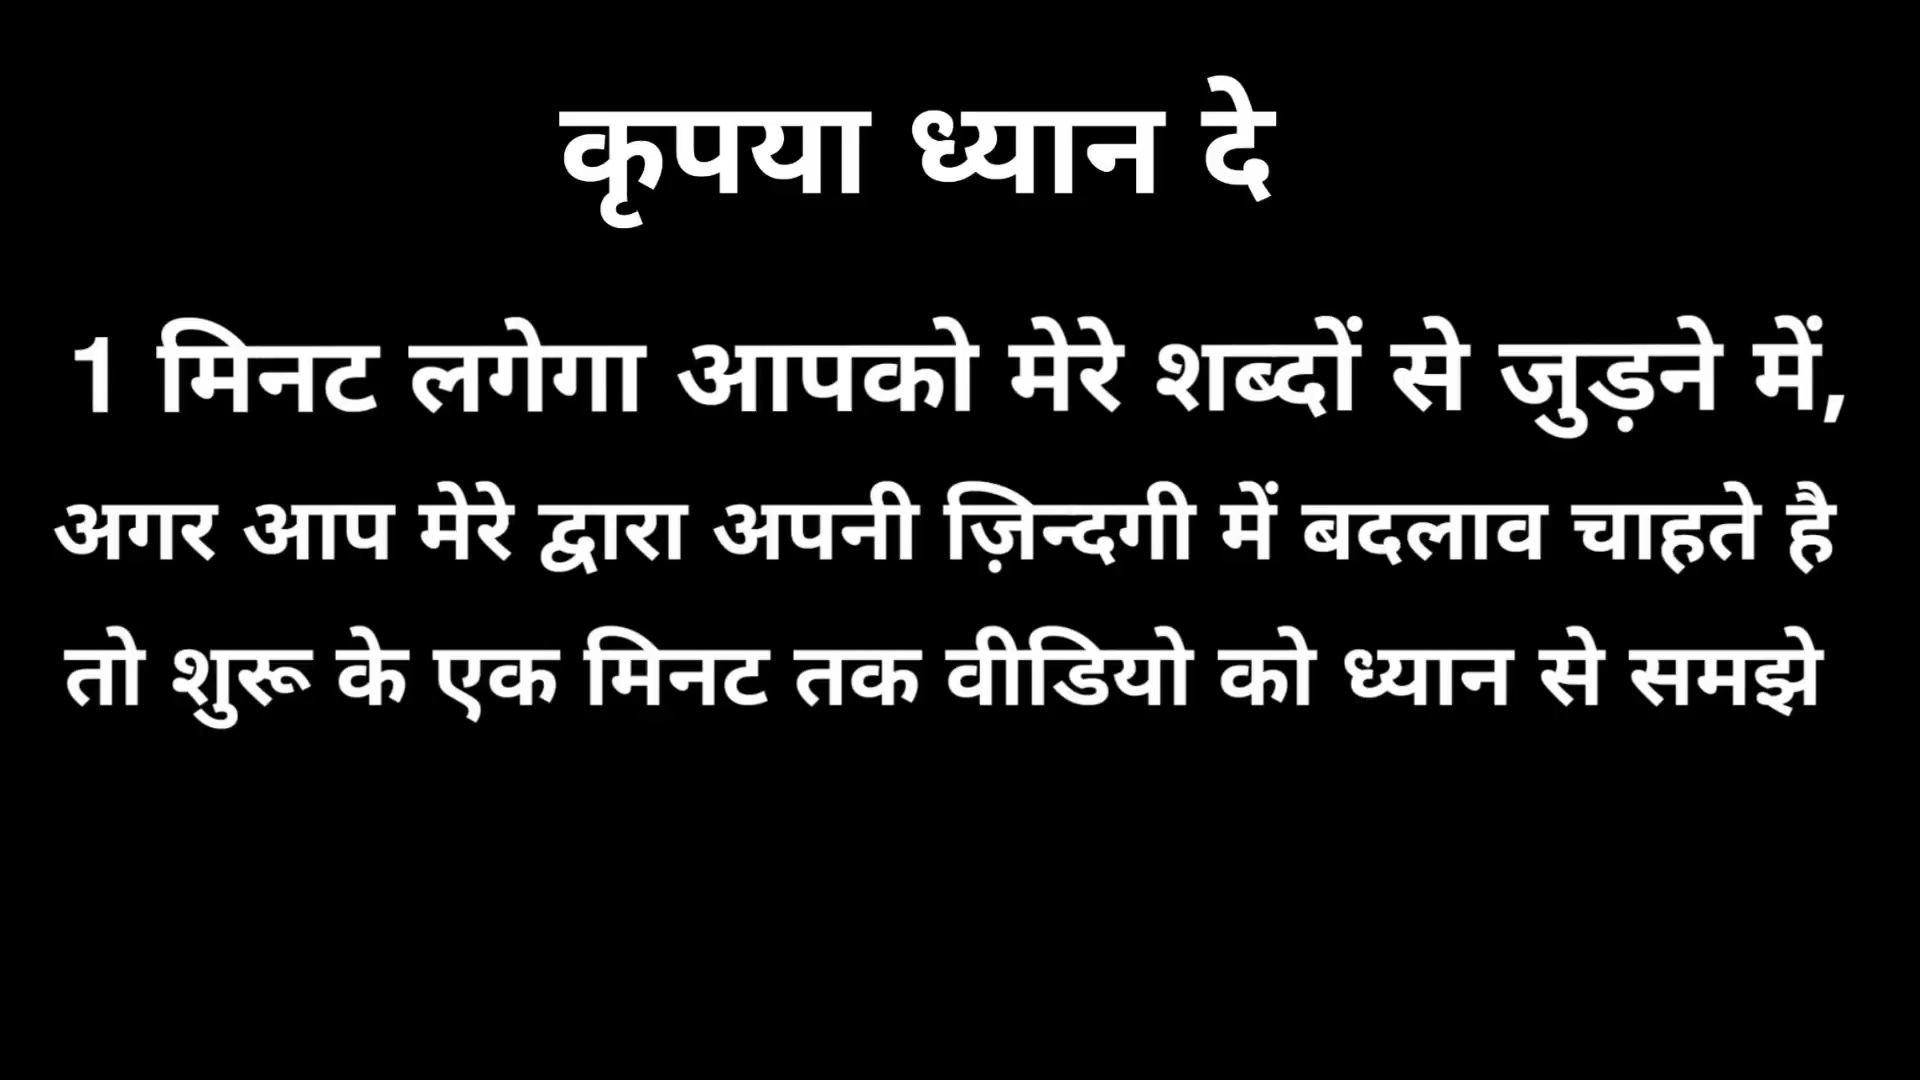 कृपया ध्यान दे
1 मिनट लगेगा आपको मेरे शब्दों से जुड़ने में,
अगर आप मेरे द्वारा अपनी ज़िन्दगी में बदलाव चाहते है
तो शुरू के एक मिनट तक वीडियो को ध्यान से समझे